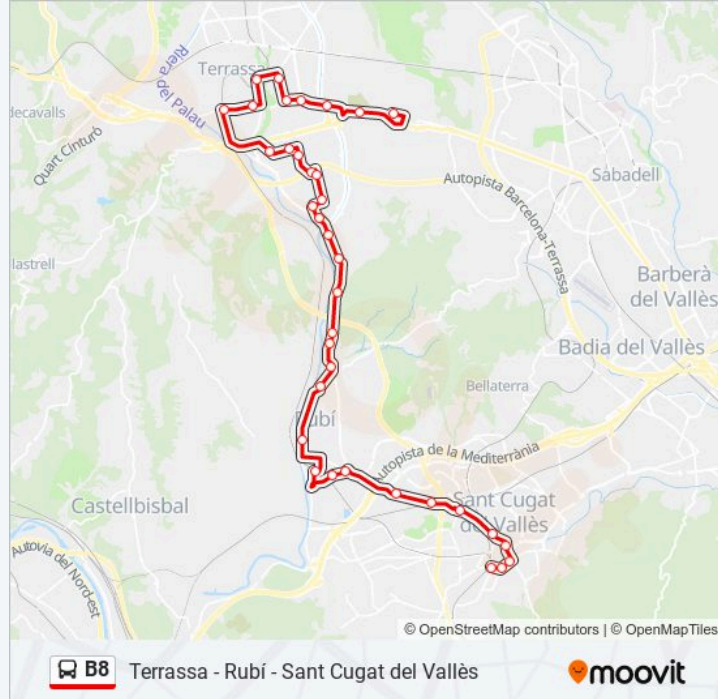 Terrassa
Riera del Palau
decavalls
Quart Cinturó
Autopista Barcelona-Terrassa
Sabadell
lastrell
Barberà
del Vallès
Badia del Vallès
Bellaterra
Rubí
Autopista de la Mediterrània
Castellbisbal
Sant Cugat
del Vallès
Autovia del Nord-est
© OpenStreetMap contributors | © OpenMapTiles
B8 Terrassa - Rubí - Sant Cugat del Vallès
moovit